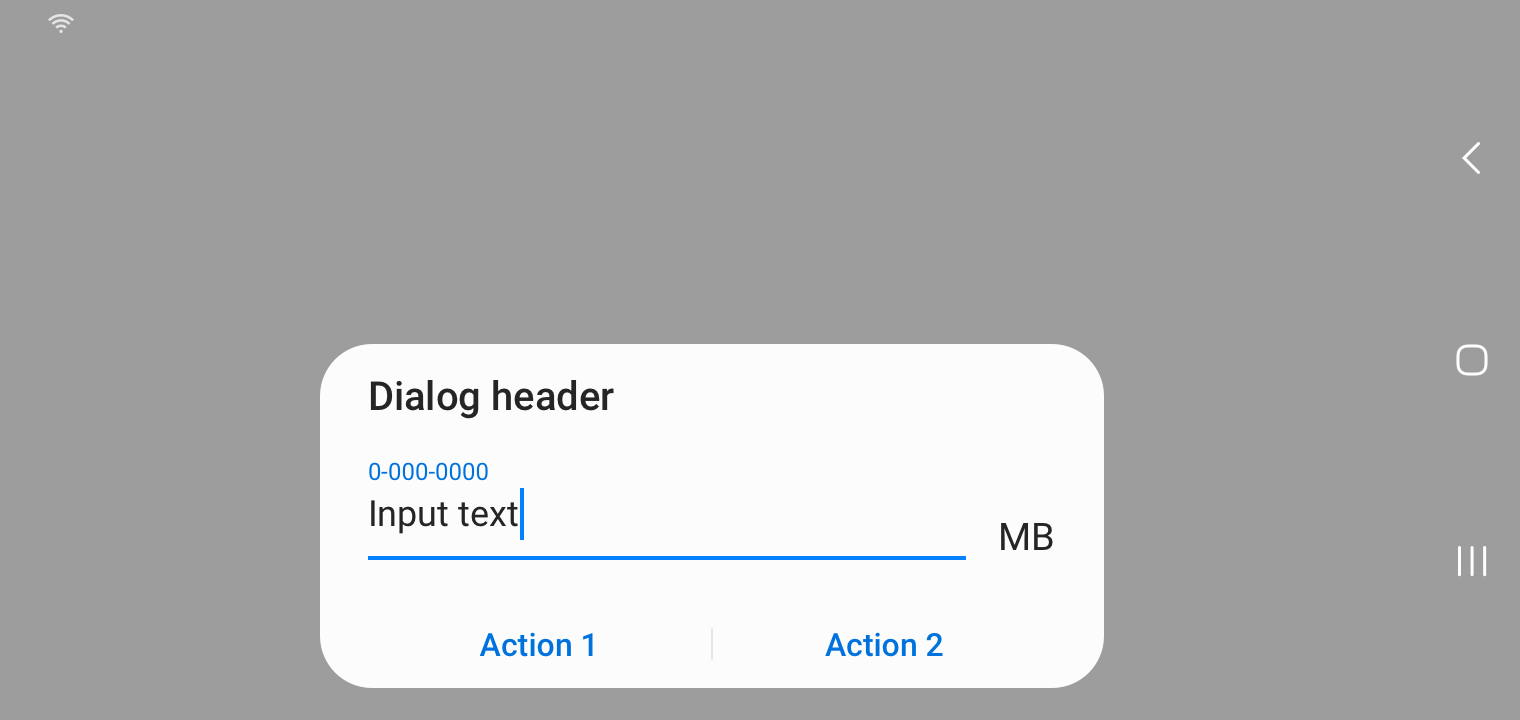 Dialog header
0-000-0000
Input text
MB
Action 1
Action 2